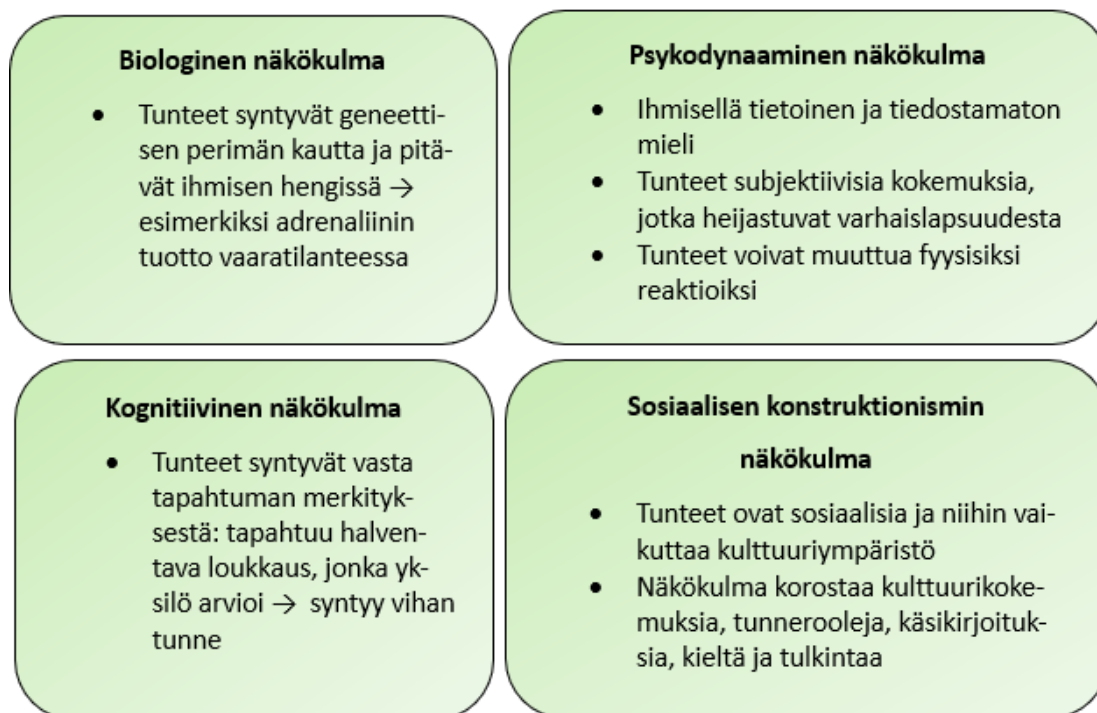 Biologinen näkökulma
• Tunteet syntyvät geneetti-
sen perimän kautta ja pitä-
vät ihmisen hengissä →
esimerkiksi adrenaliinin
tuotto vaaratilanteessa
Psykodynaaminen näkökulma
• Ihmisellä tietoinen ja tiedostamaton
mieli
• Tunteet subjektiivisia kokemuksia,
jotka heijastuvat varhaislapsuudesta
• Tunteet voivat muuttua fyysisiksi
reaktioiksi
Kognitiivinen näkökulma
• Tunteet syntyvät vasta
tapahtuman merkityk-
sestä: tapahtuu halven-
tava loukkaus, jonka yk-
silö arvioi → syntyy vihan
tunne
Sosiaalisen konstruktionismin
näkökulma
• Tunteet ovat sosiaalisia ja niihin vai-
kuttaa kulttuuriympäristö
• Näkökulma korostaa kulttuurikoke-
muksia, tunnerooleja, käsikirjoituk-
sia, kieltä ja tulkintaa